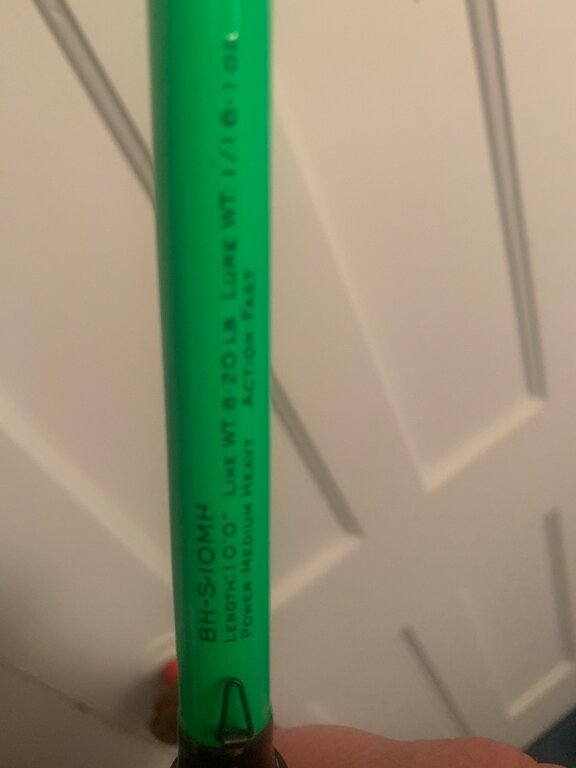 BH-S-10MH
LENGTH:10'0" LINE WT. 8-20 LB LURE WT: 1/16-1 OZ
POWER MEDIUM HEAVY ACTION FAST